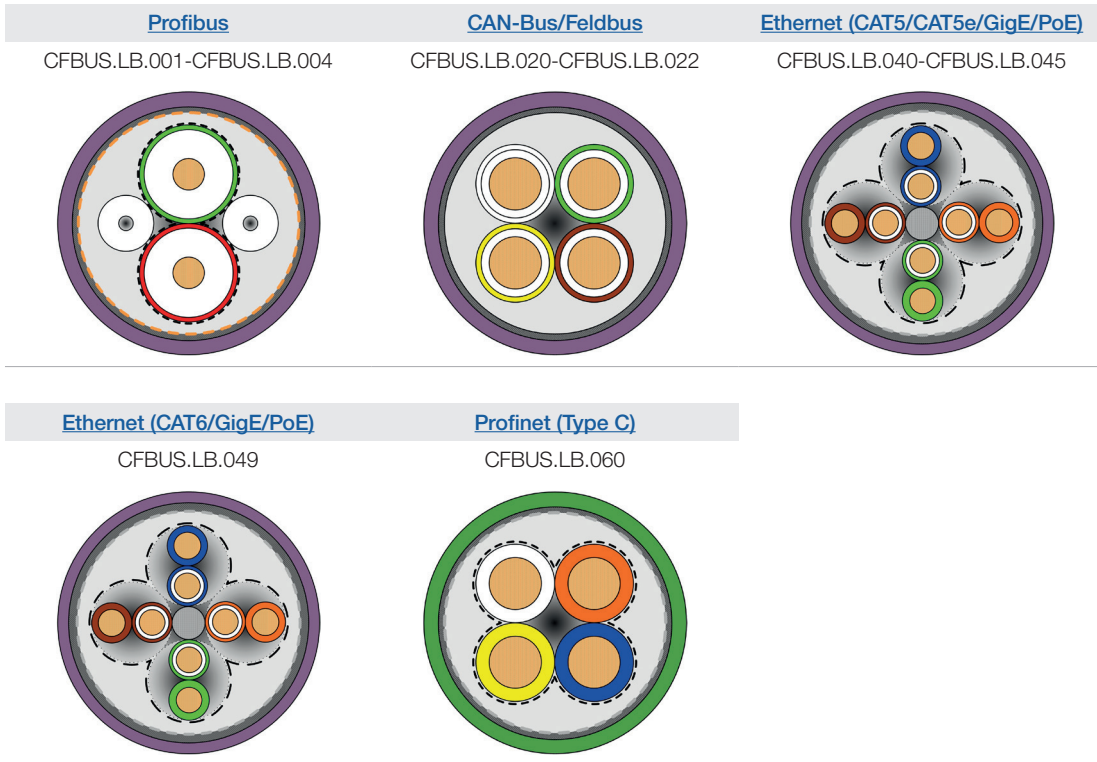 Profibus
CAN-Bus/Feldbus
Ethernet (CAT5/CAT5e/GigE/PoE)
CFBUS.LB.001-CFBUS.LB.004
CFBUS.LB.020-CFBUS.LB.022
CFBUS.LB.040-CFBUS.LB.045
Ethernet (CAT6/GigE/PoE)
Profinet (Type C)
CFBUS.LB.049
CFBUS.LB.060